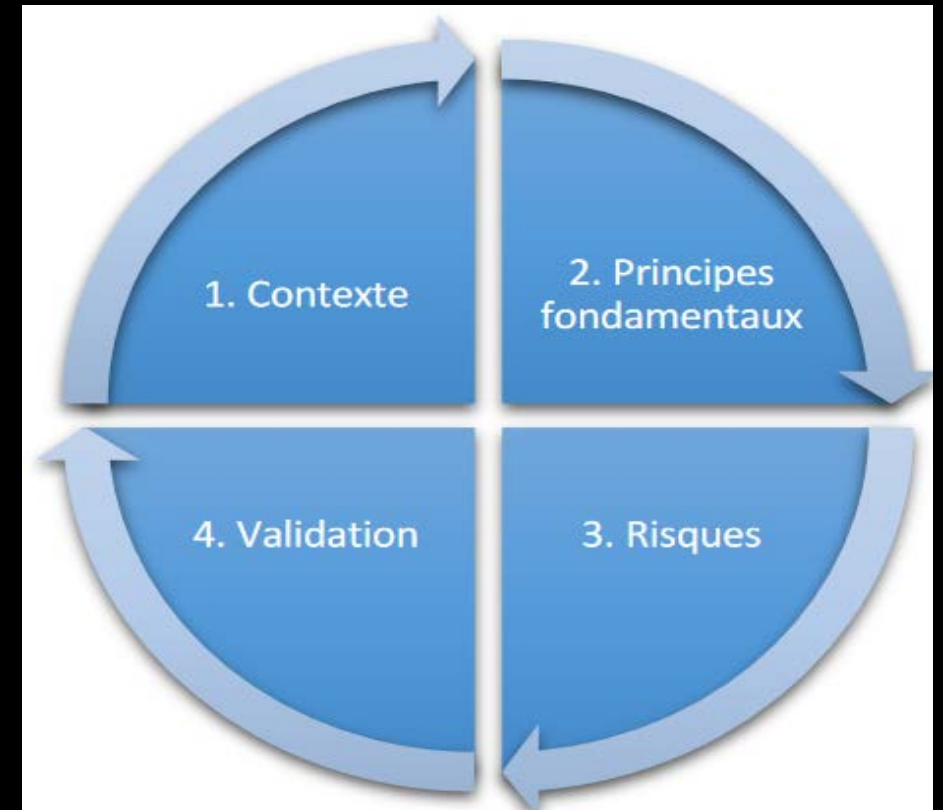 1. Contexte
2. Principes
fondamentaux
3. Risques
4. Validation